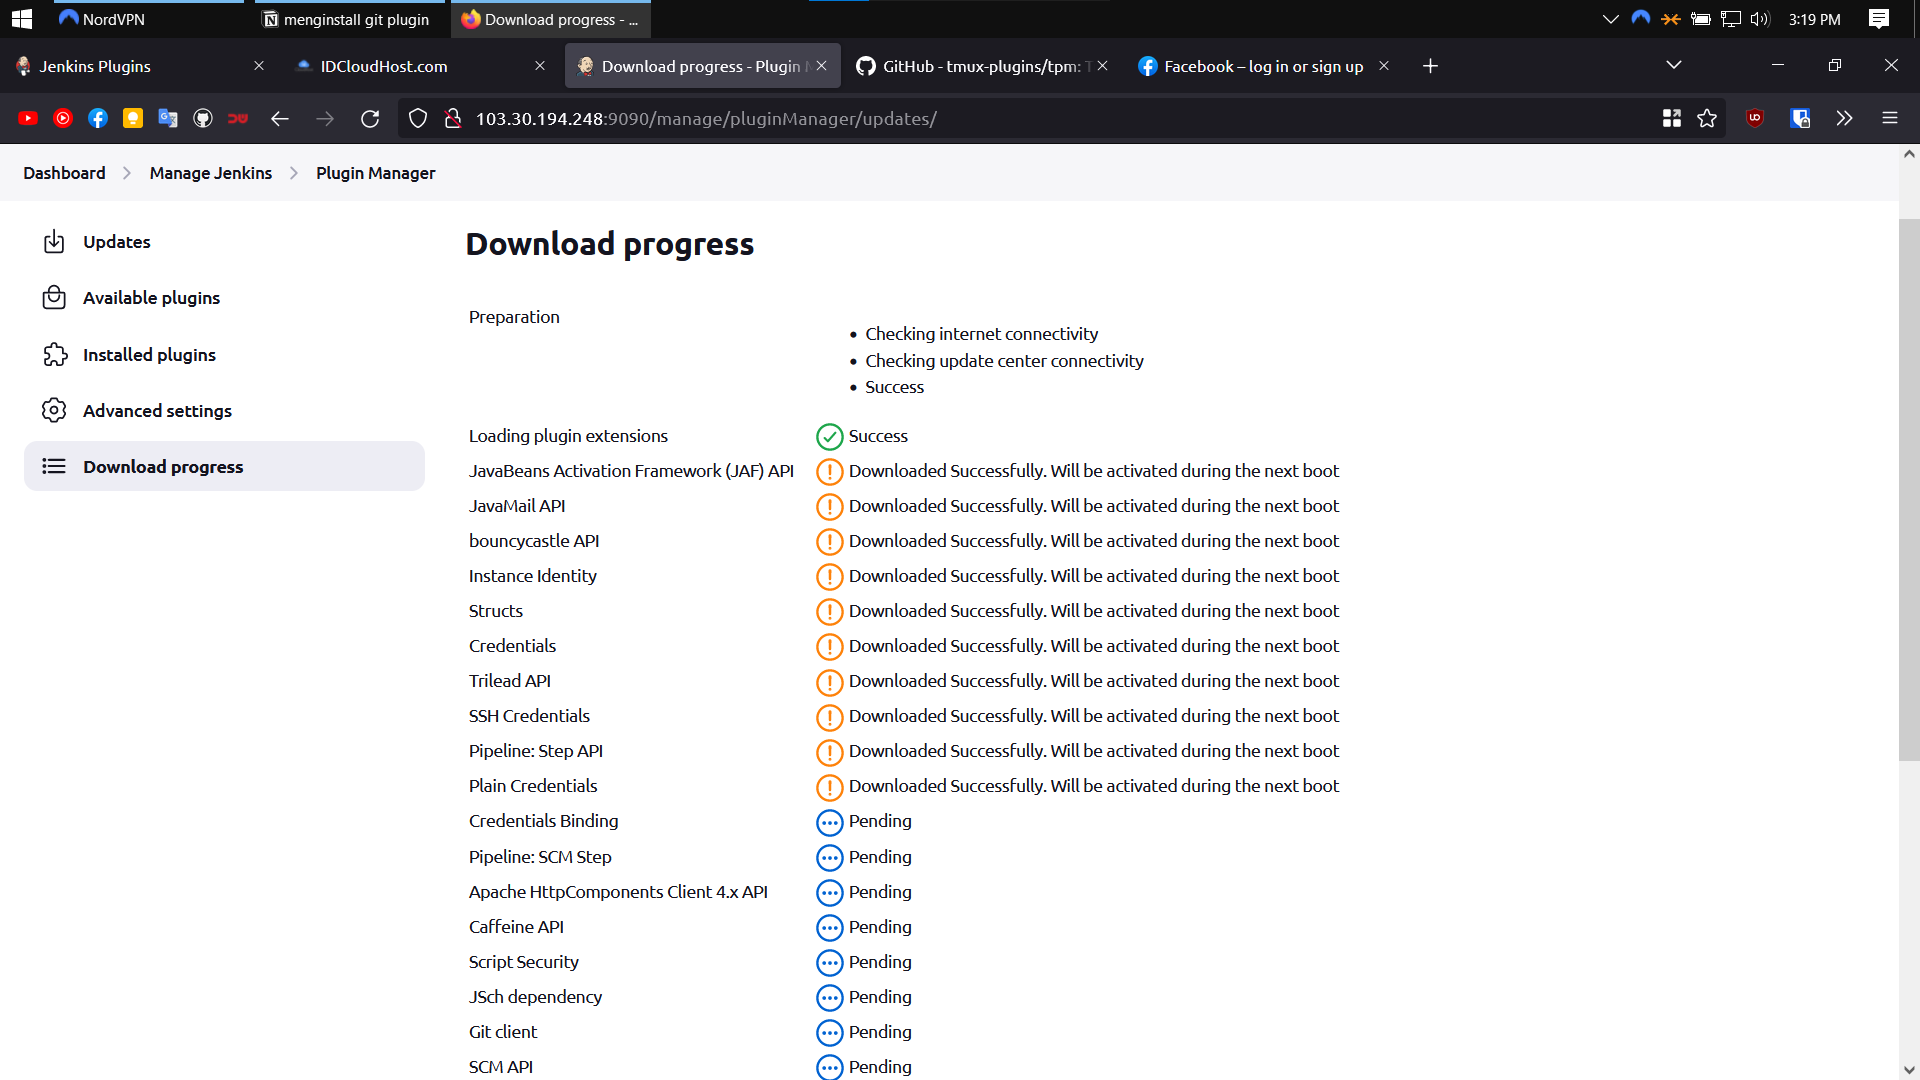 NordVPN
menginstall git plugin
Download progress - ...
3:19 PM
Jenkins Plugins
IDCloudHost.com
Download progress - Plugin
GitHub - tmux-plugins/tpm: T
Facebook – log in or sign up
103.30.194.248:9090/manage/pluginManager/updates/
Dashboard
Manage Jenkins
Plugin Manager
Updates
Available plugins
Installed plugins
Advanced settings
Download progress
Download progress
Preparation
Checking internet connectivity
Checking update center connectivity
Success
Loading plugin extensions Success
JavaBeans Activation Framework (JAF) API Downloaded Successfully. Will be activated during the next boot
JavaMail API Downloaded Successfully. Will be activated during the next boot
bouncycastle API Downloaded Successfully. Will be activated during the next boot
Instance Identity Downloaded Successfully. Will be activated during the next boot
Structs Downloaded Successfully. Will be activated during the next boot
Credentials Downloaded Successfully. Will be activated during the next boot
Trilead API Downloaded Successfully. Will be activated during the next boot
SSH Credentials Downloaded Successfully. Will be activated during the next boot
Pipeline: Step API Downloaded Successfully. Will be activated during the next boot
Plain Credentials Downloaded Successfully. Will be activated during the next boot
Credentials Binding Pending
Pipeline: SCM Step Pending
Apache HttpComponents Client 4.x API Pending
Caffeine API Pending
Script Security Pending
JSch dependency Pending
Git client Pending
SCM API Pending